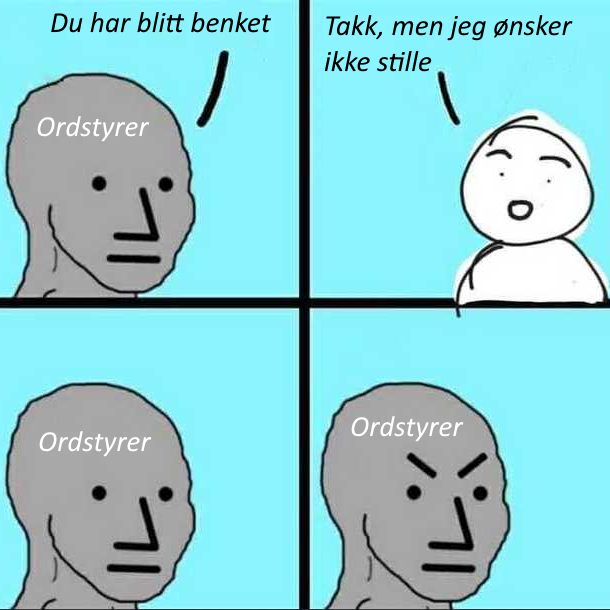 Du har blitt benket
Takk, men jeg ønsker
ikke stille
Ordstyrer
Ordstyrer
Ordstyrer